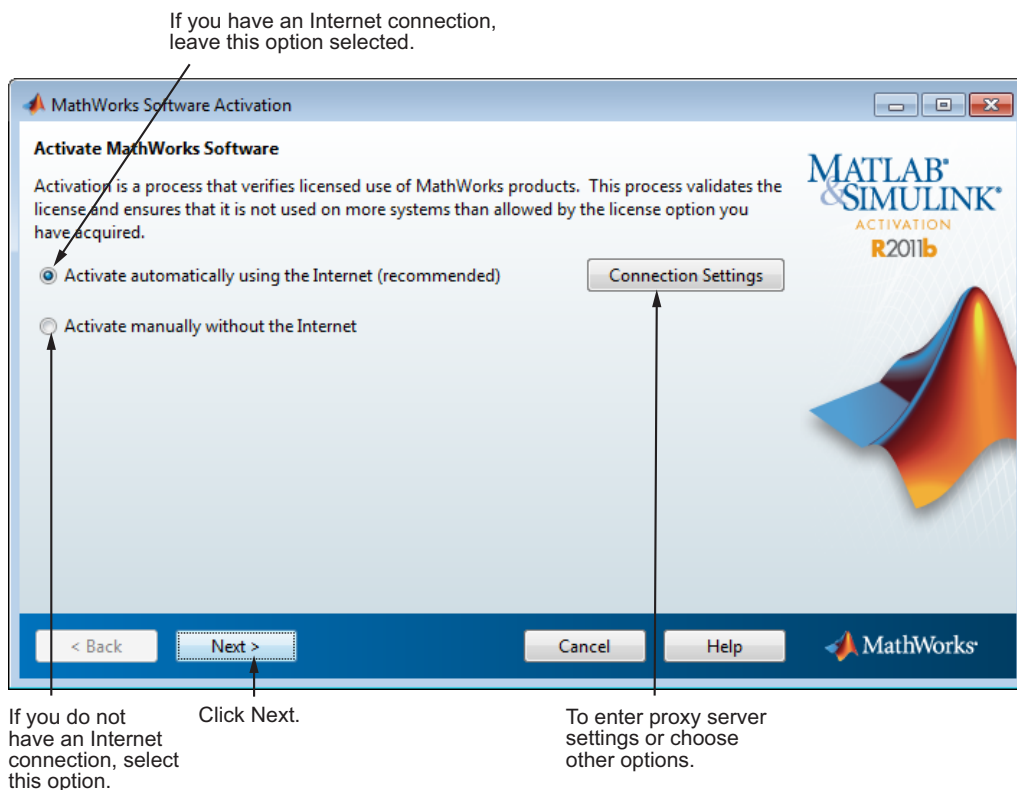 If you have an Internet connection,
leave this option selected.
MathWorks Software Activation
Activate MathWorks Software
Activation is a process that verifies licensed use of MathWorks products. This process validates the
license and ensures that it is not used on more systems than allowed by the license option you
have acquired.
MATLAB®
&SIMULINK®
ACTIVATION
R2011b
Activate automatically using the Internet (recommended)
Connection Settings
Activate manually without the Internet
< Back
Next >
Cancel
Help
MathWorks®
If you do not
have an Internet
connection, select
this option.
Click Next.
To enter proxy server
settings or choose
other options.